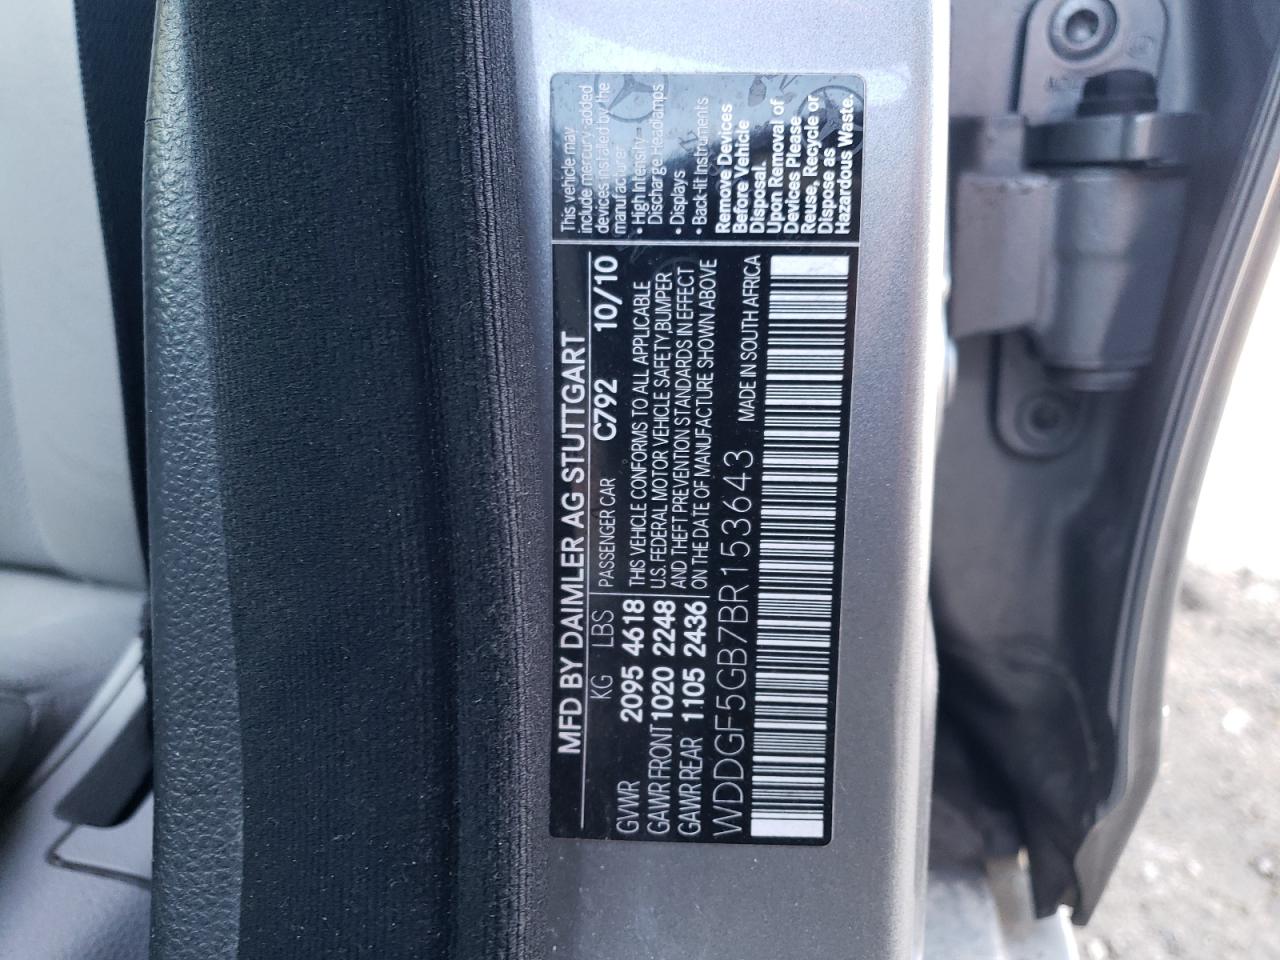 MFD BY DAIMLER AG STUTTGART
KG LBS PASSENGER CAR C792 10/10
GVWR 2095 4618 THIS VEHICLE CONFORMS TO ALL APPLICABLE
GAWR FRONT 1020 2248 U.S. FEDERAL MOTOR VEHICLE SAFETY, BUMPER
GAWR REAR 1105 2436 AND THEFT PREVENTION STANDARDS IN EFFECT
ON THE DATE OF MANUFACTURE SHOWN ABOVE
WDDGF5GB7BR153643 MADE IN SOUTH AFRICA
This vehicle may
include mercury-added
devices installed by the
manufacturer
• High Intensity
Discharge Headlamps
• Displays
• Back-lit Instruments
Remove Devices
Before Vehicle
Disposal.
Upon Removal of
Devices Please
Reuse, Recycle or
Dispose as
Hazardous Waste.